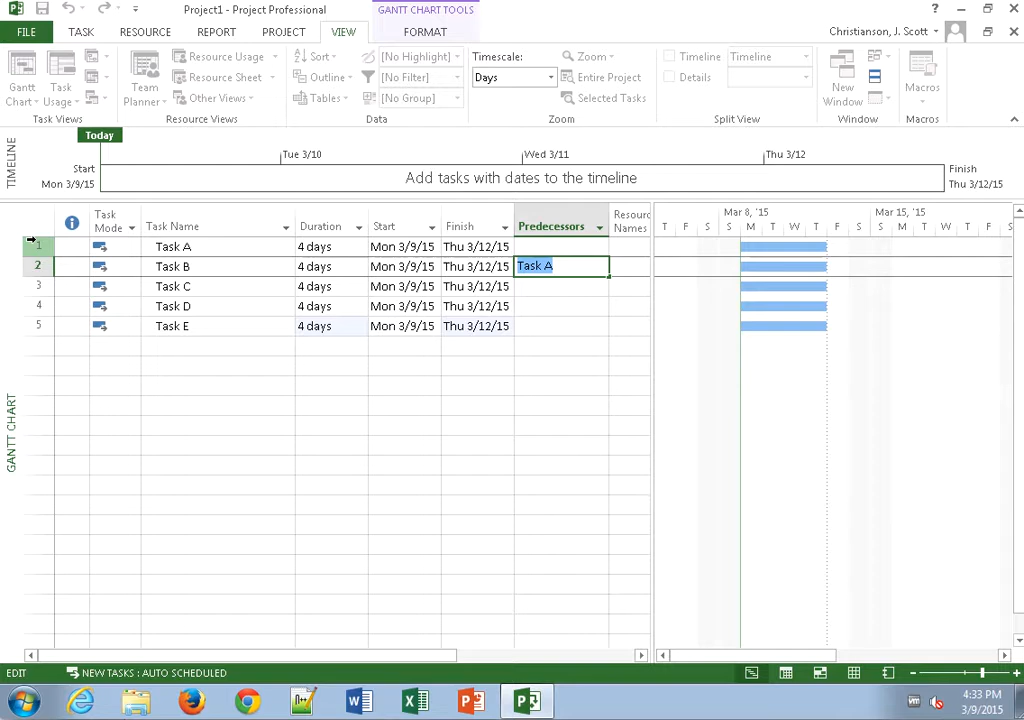 Project1 - Project Professional
GANTT CHART TOOLS
FILE TASK RESOURCE REPORT PROJECT VIEW FORMAT
Christianson, J. Scott
Gantt Chart
Task Usage
Task Views
Team Planner
Resource Usage
Resource Sheet
Other Views
Resource Views
Sort
Outline
Tables
[No Highlight]
[No Filter]
[No Group]
Data
Timescale:
Days
Zoom
Entire Project
Selected Tasks
Zoom
Timeline
Timeline
Details
Split View
New Window
Window
Macros
Macros
TIMELINE
Today
Start
Mon 3/9/15
Tue 3/10
Wed 3/11
Thu 3/12
Add tasks with dates to the timeline
Finish
Thu 3/12/15
GANTT CHART
Task Mode Task Name Duration Start Finish Predecessors Resourc Names
1 Task A 4 days Mon 3/9/15 Thu 3/12/15
2 Task B 4 days Mon 3/9/15 Thu 3/12/15 Task A
3 Task C 4 days Mon 3/9/15 Thu 3/12/15
4 Task D 4 days Mon 3/9/15 Thu 3/12/15
5 Task E 4 days Mon 3/9/15 Thu 3/12/15
Mar 8, '15 Mar 15, '15
T F S S M T W T F S S M T W T F S
EDIT NEW TASKS : AUTO SCHEDULED
4:33 PM
3/9/2015